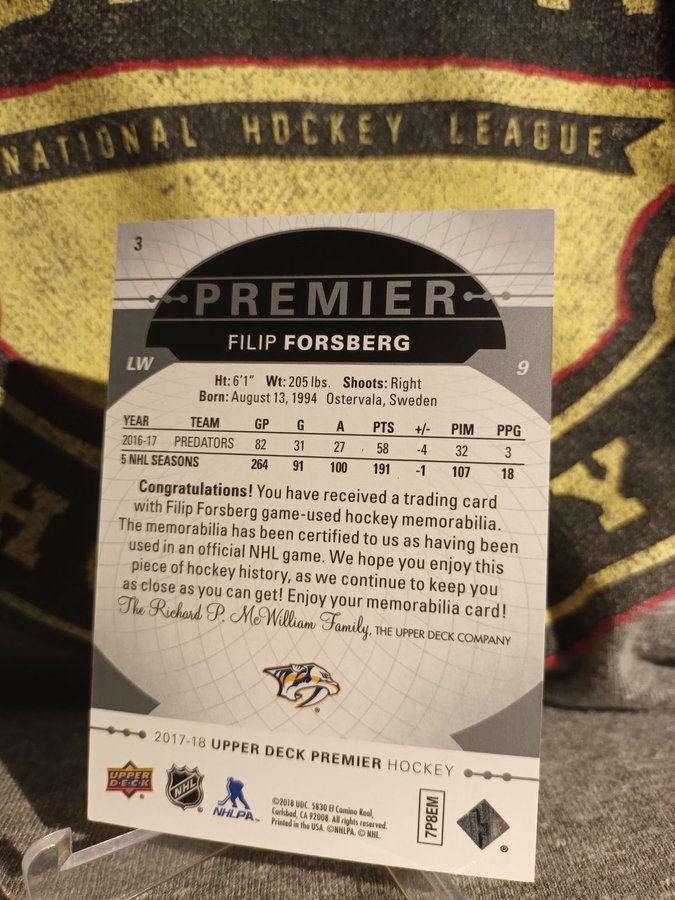 NATIONAL HOCKEY LEAGUE
3
PREMIER
FILIP FORSBERG
LW
9
Ht: 6'1" Wt: 205 lbs. Shoots: Right
Born: August 13, 1994 Ostervala, Sweden
YEAR TEAM GP G A PTS +/- PIM PPG
2016-17 PREDATORS 82 31 27 58 -4 32 3
5 NHL SEASONS 264 91 100 191 -1 107 18
Congratulations! You have received a trading card
with Filip Forsberg game-used hockey memorabilia.
The memorabilia has been certified to us as having been
used in an official NHL game. We hope you enjoy this
piece of hockey history, as we continue to keep you
as close as you can get! Enjoy your memorabilia card!
The Richard P. McWilliam Family, THE UPPER DECK COMPANY
2017-18 UPPER DECK PREMIER HOCKEY
UPPER
DECK
NHL
NHLPA
©2018 UDC. 5830 El Camino Real,
Carlsbad, CA 92008. All rights reserved.
Printed in the USA. ©NHLPA. © NHL.
7P8EM
H
Y